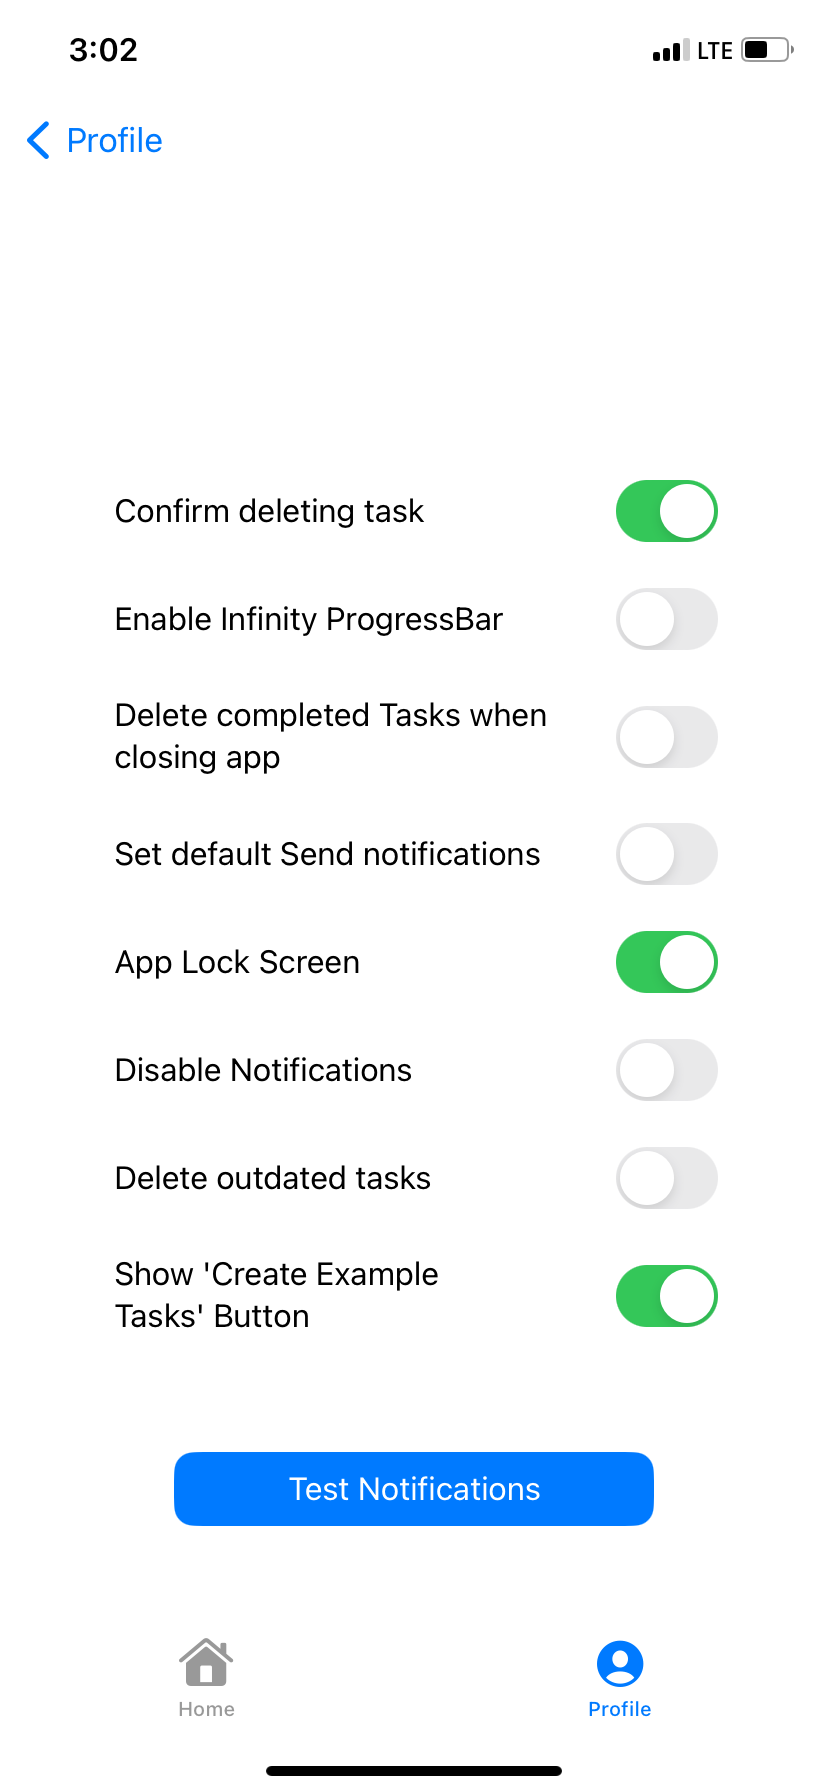 3:02
LTE
Profile
Confirm deleting task
Enable Infinity ProgressBar
Delete completed Tasks when
closing app
Set default Send notifications
App Lock Screen
Disable Notifications
Delete outdated tasks
Show 'Create Example
Tasks' Button
Test Notifications
Home
Profile